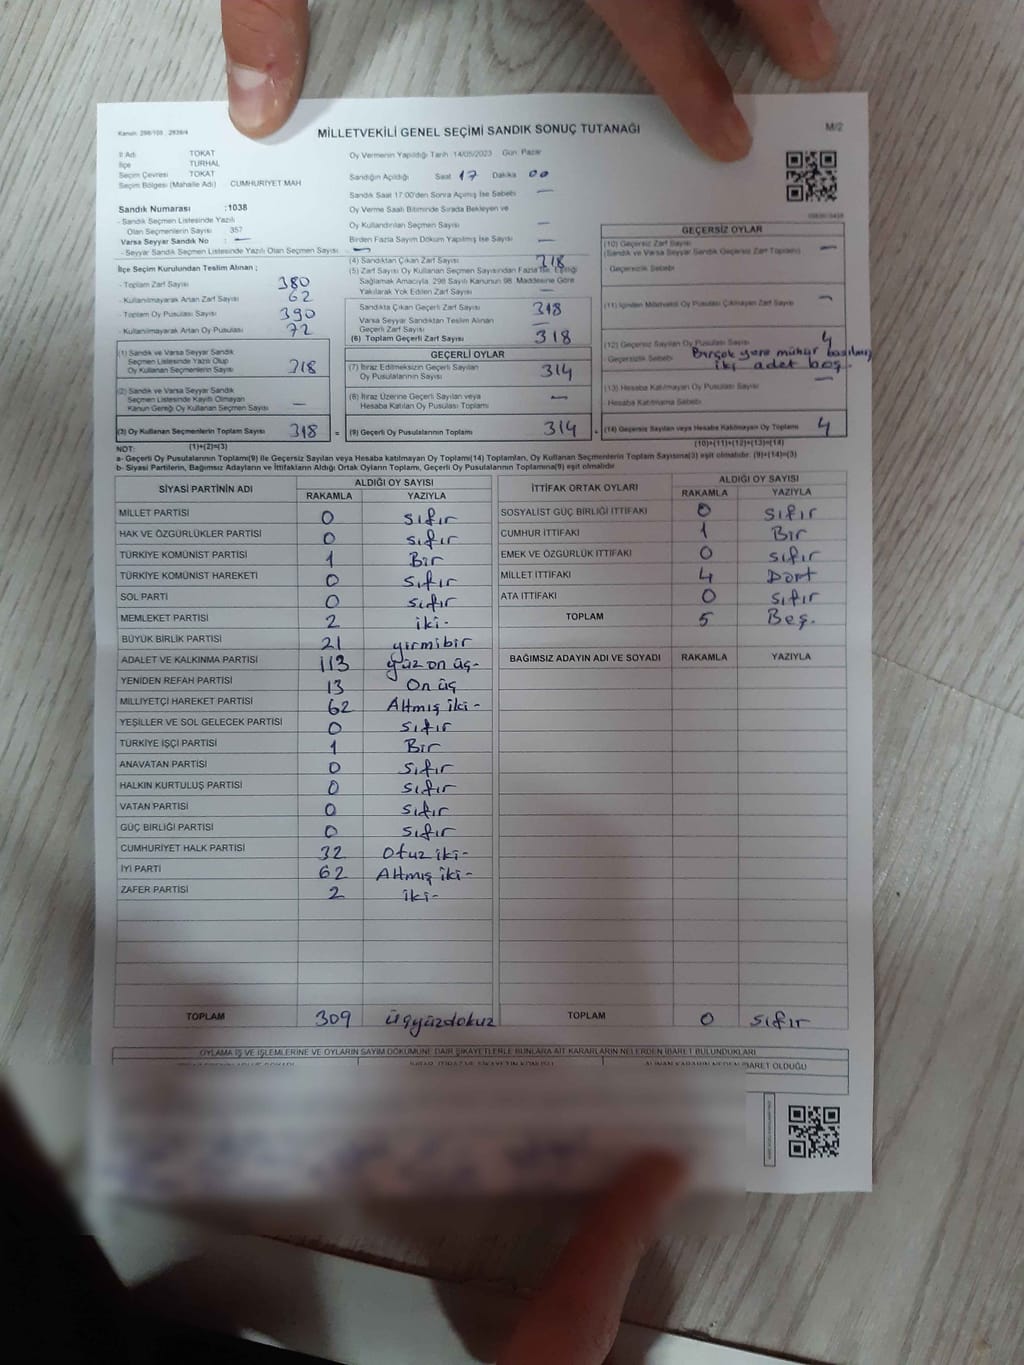 Kanun: 298/105 , 2839/4
MİLLETVEKİLİ GENEL SEÇİMİ SANDIK SONUÇ TUTANAĞI
M/2
İl Adı TOKAT
İlçe TURHAL
Seçim Çevresi TOKAT
Seçim Bölgesi (Mahalle Adı) CUMHURİYET MAH
Sandık Numarası :1038
- Sandık Seçmen Listesinde Yazılı
Olan Seçmenlerin Sayısı 357
Varsa Seyyar Sandık No : —
- Seyyar Sandık Seçmen Listesinde Yazılı Olan Seçmen Sayısı : —
İlçe Seçim Kurulundan Teslim Alınan ;
- Toplam Zarf Sayısı 380
- Kullanılmayarak Artan Zarf Sayısı 62
- Toplam Oy Pusulası Sayısı 390
- Kullanılmayarak Artan Oy Pusulası 72
(1) Sandık ve Varsa Seyyar Sandık
Seçmen Listesinde Yazılı Olup
Oy Kullanan Seçmenlerin Sayısı 318
(2) Sandık ve Varsa Seyyar Sandık
Seçmen Listesinde Kayıtlı Olmayan
Kanun Gereği Oy Kullanan Seçmen Sayısı —
(3) Oy Kullanan Seçmenlerin Toplam Sayısı 318 =
(1)+(2)=(3)
Oy Vermenin Yapıldığı Tarih 14/05/2023 Gün: Pazar
Sandığın Açıldığı Saat 17 Dakika 00
Sandık Saat 17:00'den Sonra Açılmış İse Sebebi —
Oy Verme Saati Bitiminde Sırada Bekleyen ve
Oy Kullandırılan Seçmen Sayısı —
Birden Fazla Sayım Döküm Yapılmış İse Sayısı —
(4) Sandıktan Çıkan Zarf Sayısı 318
(5) Zarf Sayısı Oy Kullanan Seçmen Sayısından Fazla İse, Eşitliği
Sağlamak Amacıyla, 298 Sayılı Kanunun 98. Maddesine Göre
Yakılarak Yok Edilen Zarf Sayısı —
Sandıkta Çıkan Geçerli Zarf Sayısı 318
Varsa Seyyar Sandıktan Teslim Alınan
Geçerli Zarf Sayısı —
(6) Toplam Geçerli Zarf Sayısı 318
GEÇERLİ OYLAR
(7) İtiraz Edilmeksizin Geçerli Sayılan
Oy Pusulalarının Sayısı 314
(8) İtiraz Üzerine Geçerli Sayılan veya
Hesaba Katılan Oy Pusulası Toplamı —
(9) Geçerli Oy Pusulalarının Toplamı 314
GEÇERSİZ OYLAR
(10) Geçersiz Zarf Sayısı —
(Sandık ve Varsa Seyyar Sandık Geçersiz Zarf Toplamı)
- Geçersizlik Sebebi
(11) İçinden Milletvekili Oy Pusulası Çıkmayan Zarf Sayısı —
(12) Geçersiz Sayılan Oy Pusulası Sayısı 4
Geçersizlik Sebebi Birçok yere mühür basılmış
iki adet boş.
(13) Hesaba Katılmayan Oy Pusulası Sayısı —
Hesaba Katılmama Sebebi
(14) Geçersiz Sayılan veya Hesaba Katılmayan Oy Toplamı 4
(10)+(11)+(12)+(13)=(14)
NOT:
a- Geçerli Oy Pusulalarının Toplamı(9) ile Geçersiz Sayılan veya Hesaba katılmayan Oy Toplamı(14) Toplamları, Oy Kullanan Seçmenlerin Toplam Sayısına(3) eşit olmalıdır. (9)+(14)=(3)
b- Siyasi Partilerin, Bağımsız Adayların ve İttifakların Aldığı Ortak Oyların Toplamı, Geçerli Oy Pusulalarının Toplamına(9) eşit olmalıdır
SİYASİ PARTİNİN ADI ALDIĞI OY SAYISI
RAKAMLA YAZIYLA
MİLLET PARTİSİ 0 sıfır
HAK VE ÖZGÜRLÜKLER PARTİSİ 0 sıfır
TÜRKİYE KOMÜNİST PARTİSİ 1 Bir
TÜRKİYE KOMÜNİST HAREKETİ 0 sıfır
SOL PARTİ 0 sıfır
MEMLEKET PARTİSİ 2 iki-
BÜYÜK BİRLİK PARTİSİ 21 yirmibir
ADALET VE KALKINMA PARTİSİ 113 yüz on üç-
YENİDEN REFAH PARTİSİ 13 On üç
MİLLİYETÇİ HAREKET PARTİSİ 62 Altmış iki-
YEŞİLLER VE SOL GELECEK PARTİSİ 0 sıfır
TÜRKİYE İŞÇİ PARTİSİ 1 Bir
ANAVATAN PARTİSİ 0 sıfır
HALKIN KURTULUŞ PARTİSİ 0 sıfır
VATAN PARTİSİ 0 sıfır
GÜÇ BİRLİĞİ PARTİSİ 0 sıfır
CUMHURİYET HALK PARTİSİ 32 Otuz iki-
İYİ PARTİ 62 Altmış iki-
ZAFER PARTİSİ 2 iki-
TOPLAM 309 üçyüzdokuz
İTTİFAK ORTAK OYLARI ALDIĞI OY SAYISI
RAKAMLA YAZIYLA
SOSYALİST GÜÇ BİRLİĞİ İTTİFAKI 0 sıfır
CUMHUR İTTİFAKI 1 Bir
EMEK VE ÖZGÜRLÜK İTTİFAKI 0 sıfır
MİLLET İTTİFAKI 4 Dört
ATA İTTİFAKI 0 sıfır
TOPLAM 5 Beş.
BAĞIMSIZ ADAYIN ADI VE SOYADI RAKAMLA YAZIYLA
TOPLAM 0 sıfır
OYLAMA İŞ VE İŞLEMLERİNE VE OYLARIN SAYIM DÖKÜMÜNE DAİR ŞİKAYETLERLE BUNLARA AİT KARARLARIN NELERDEN İBARET BULUNDUKLARI
ALINAN KARARIN NEDEN İBARET OLDUĞU